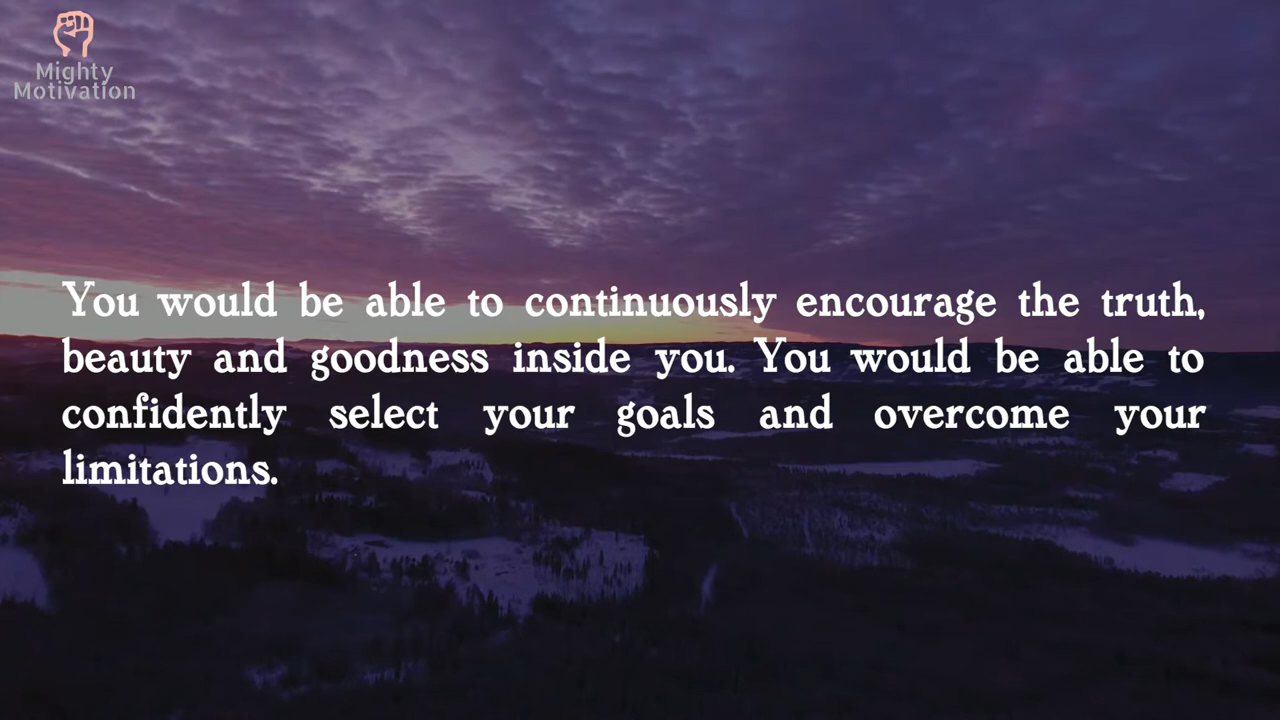 Mighty
Motivation
You would be able to continuously encourage the truth,
beauty and goodness inside you. You would be able to
confidently select your goals and overcome your
limitations.